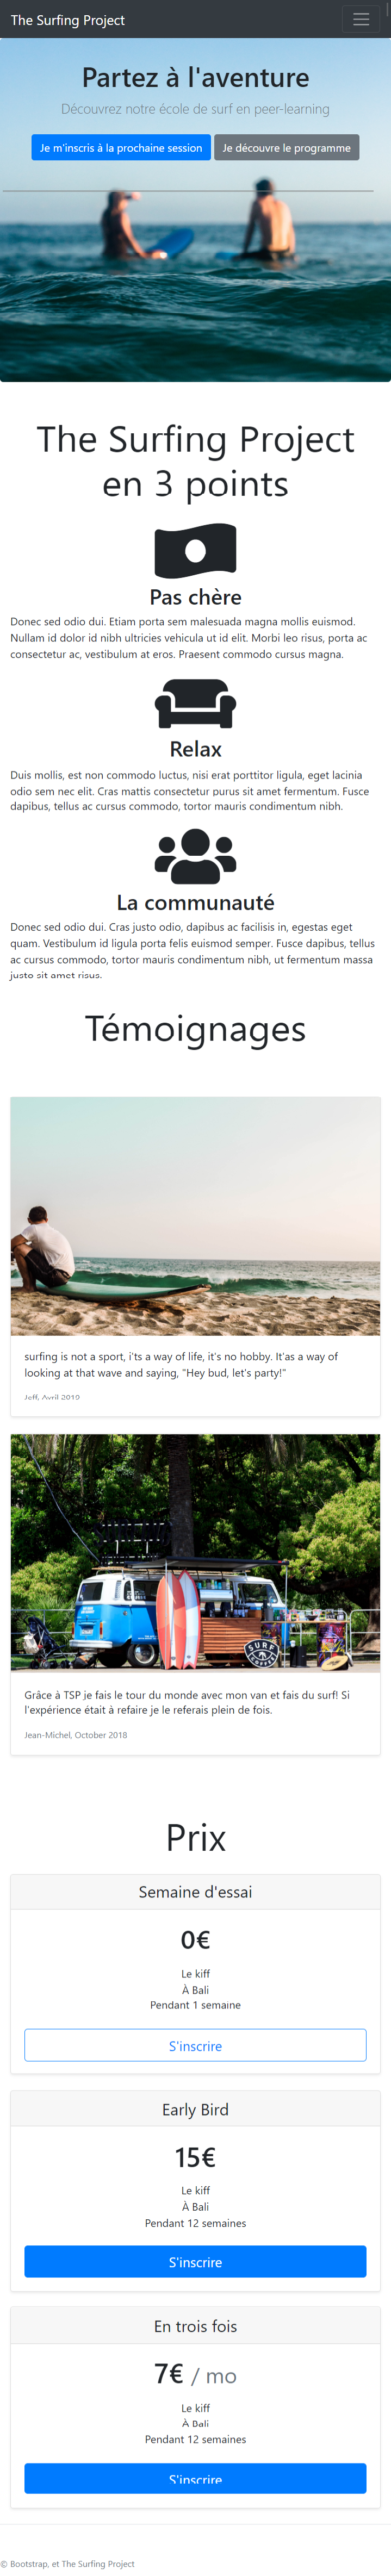 The Surfing Project
Partez à l'aventure
Découvrez notre école de surf en peer-learning
Je m'inscris à la prochaine session
Je découvre le programme
The Surfing Project
en 3 points
Pas chère
Donec sed odio dui. Etiam porta sem malesuada magna mollis euismod.
Nullam id dolor id nibh ultricies vehicula ut id elit. Morbi leo risus, porta ac
consectetur ac, vestibulum at eros. Praesent commodo cursus magna.
Relax
Duis mollis, est non commodo luctus, nisi erat porttitor ligula, eget lacinia
odio sem nec elit. Cras mattis consectetur purus sit amet fermentum. Fusce
dapibus, tellus ac cursus commodo, tortor mauris condimentum nibh.
La communauté
Donec sed odio dui. Cras justo odio, dapibus ac facilisis in, egestas eget
quam. Vestibulum id ligula porta felis euismod semper. Fusce dapibus, tellus
ac cursus commodo, tortor mauris condimentum nibh, ut fermentum massa
justo sit amet risus.
Témoignages
surfing is not a sport, i'ts a way of life, it's no hobby. It'as a way of
looking at that wave and saying, "Hey bud, let's party!"
Jeff, Avril 2019
SURF
Grâce à TSP je fais le tour du monde avec mon van et fais du surf! Si
l'expérience était à refaire je le referais plein de fois.
Jean-Michel, October 2018
Prix
Semaine d'essai
0€
Le kiff
À Bali
Pendant 1 semaine
S'inscrire
Early Bird
15€
Le kiff
À Bali
Pendant 12 semaines
S'inscrire
En trois fois
7€ / mo
Le kiff
À Bali
Pendant 12 semaines
S'inscrire
© Bootstrap, et The Surfing Project